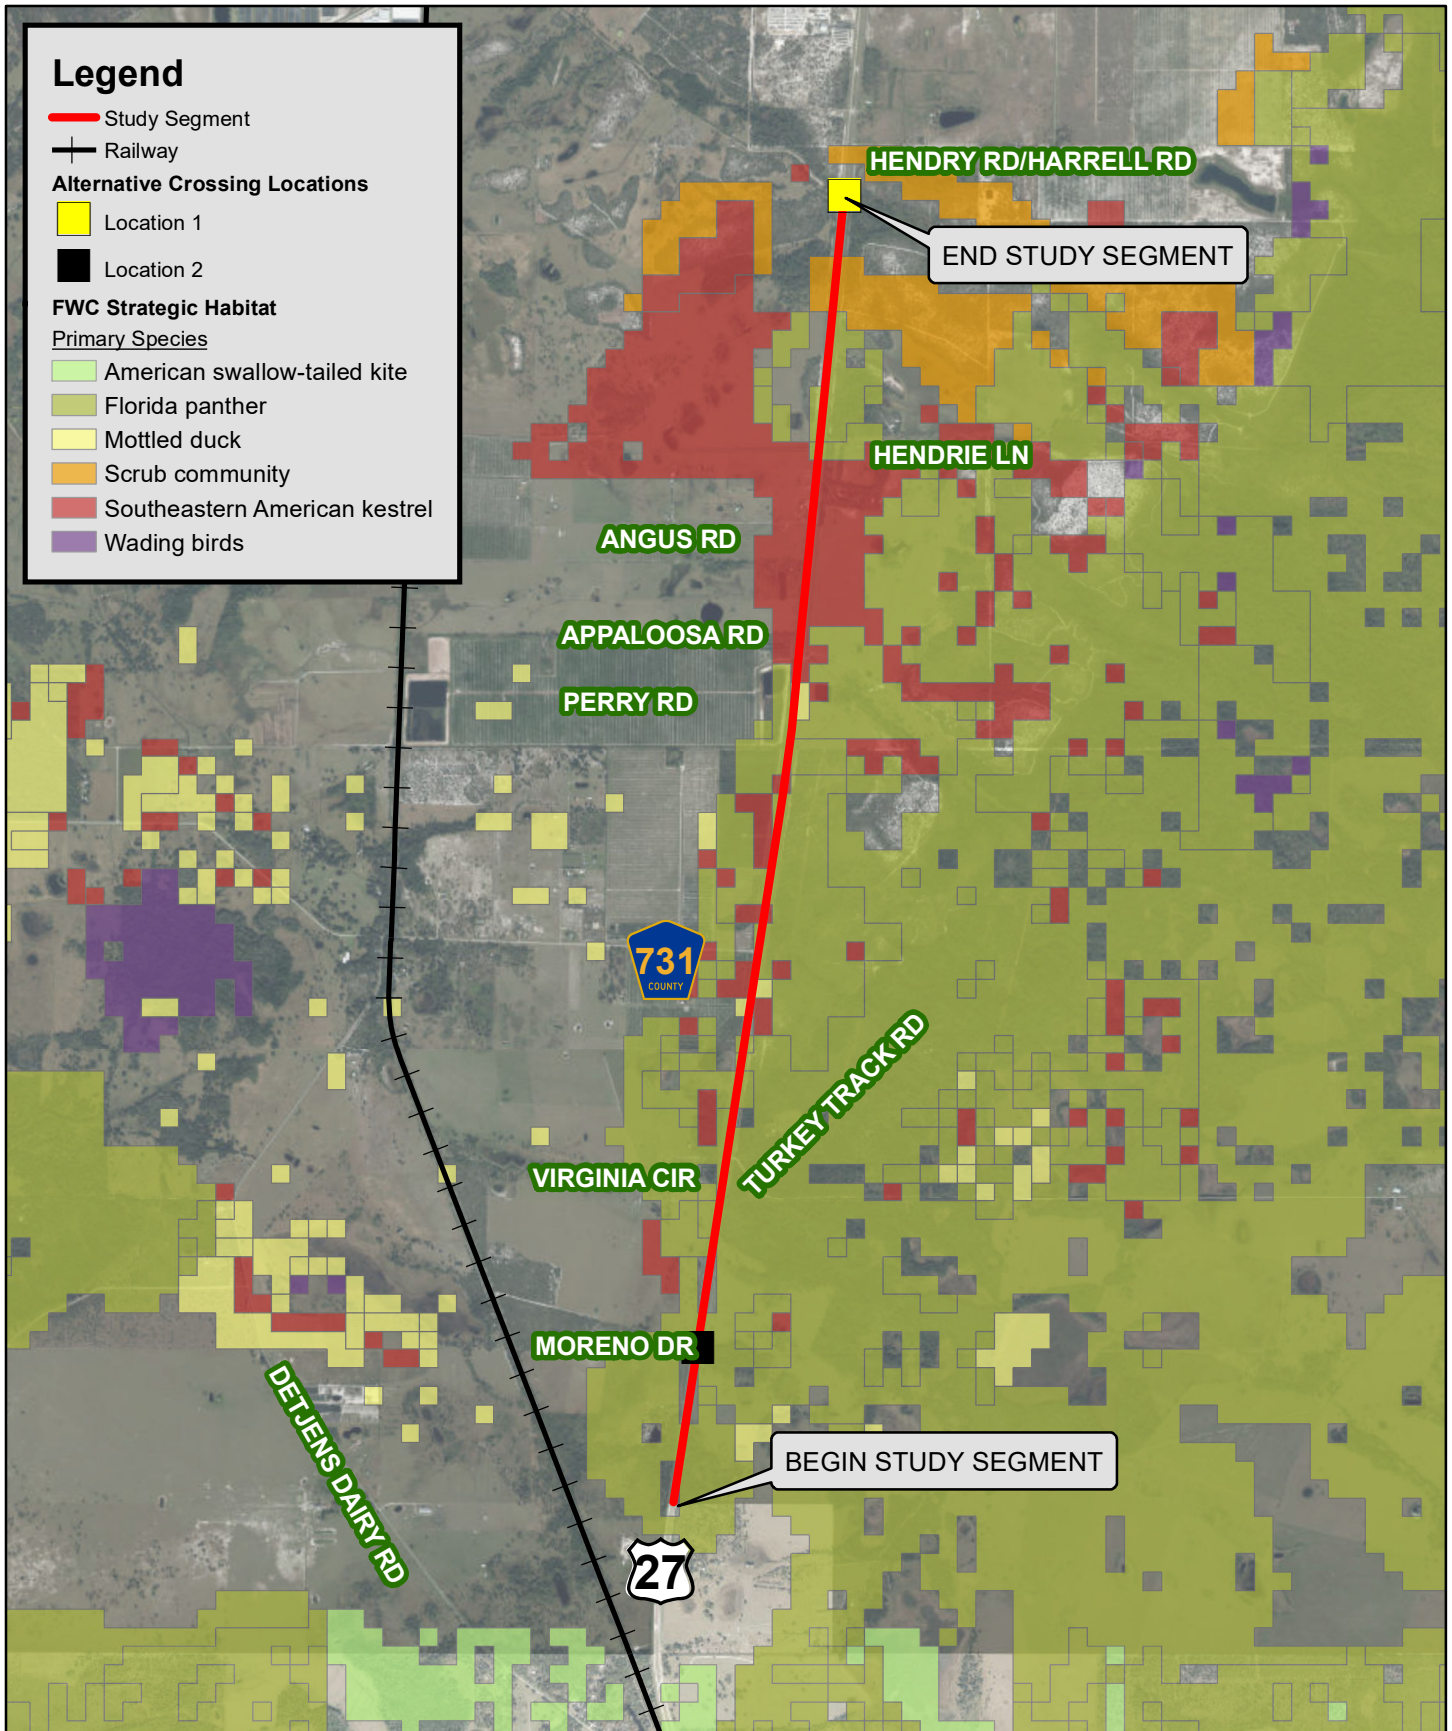 Legend
Study Segment
Railway
Alternative Crossing Locations
Location 1
Location 2
FWC Strategic Habitat
Primary Species
American swallow-tailed kite
Florida panther
Mottled duck
Scrub community
Southeastern American kestrel
Wading birds
HENDRY RD/HARRELL RD
END STUDY SEGMENT
HENDRIE LN
ANGUS RD
APPALOOSA RD
PERRY RD
731
COUNTY
TURKEY TRACK RD
VIRGINIA CIR
MORENO DR
DETJENS DAIRY RD
BEGIN STUDY SEGMENT
27